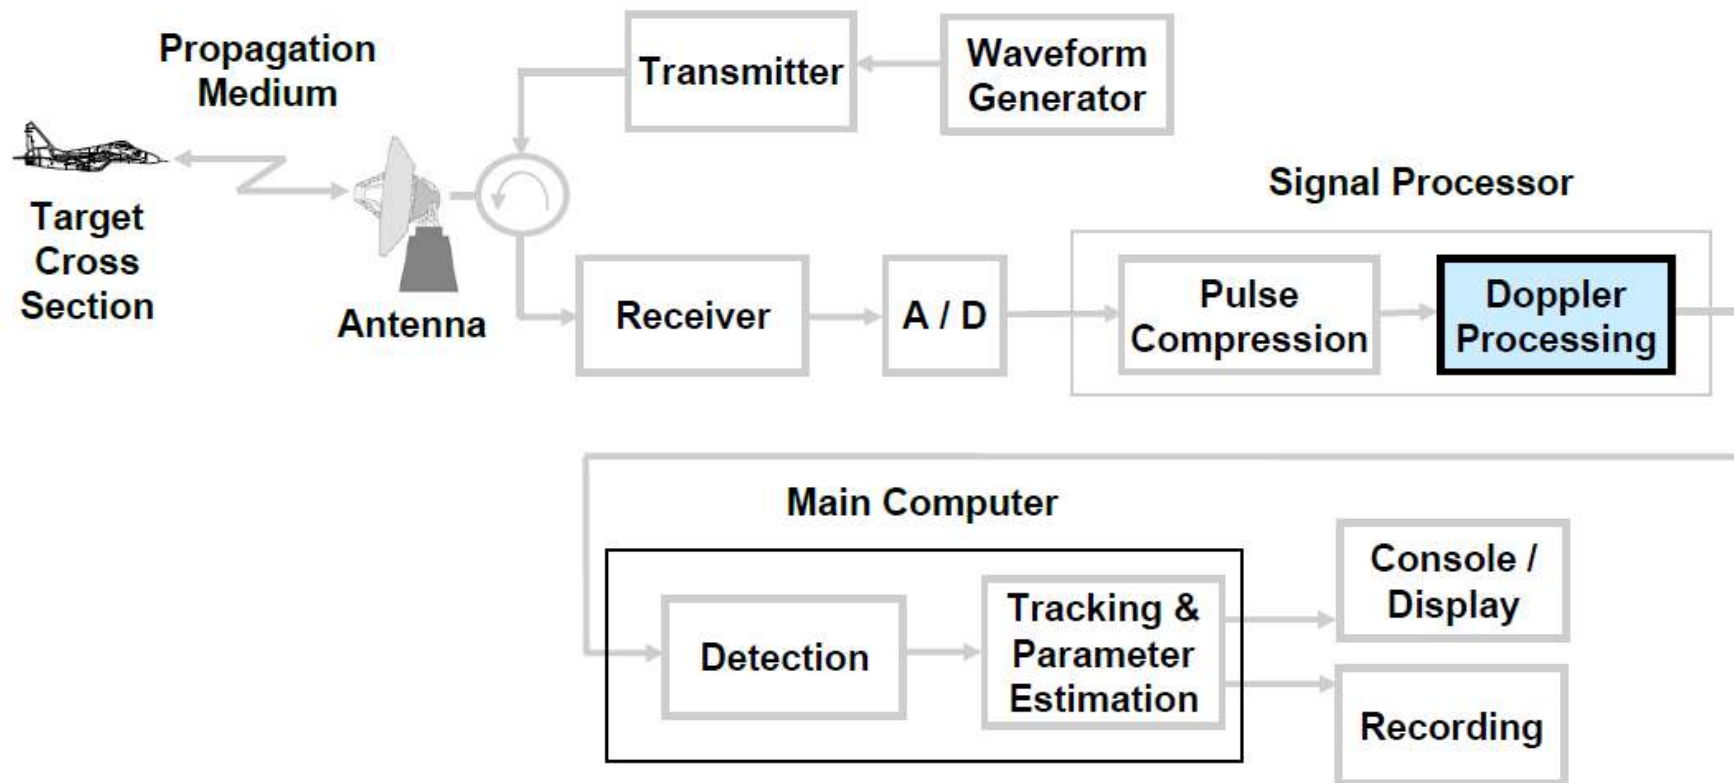 Propagation
Medium
Transmitter
Waveform
Generator
Target
Cross
Section
Antenna
Signal Processor
Receiver
A / D
Pulse
Compression
Doppler
Processing
Main Computer
Detection
Tracking &
Parameter
Estimation
Console /
Display
Recording